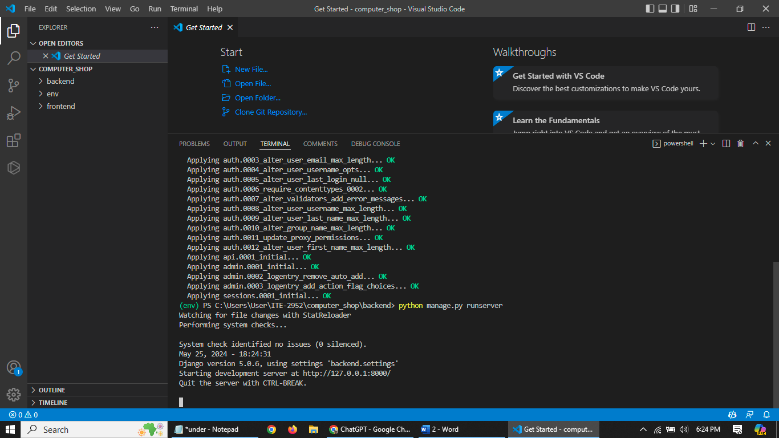 File Edit Selection View Go Run Terminal Help
Get Started - computer_shop - Visual Studio Code
EXPLORER
OPEN EDITORS
Get Started
COMPUTER_SHOP
backend
env
frontend
OUTLINE
TIMELINE
Get Started
Start
New File...
Open File...
Open Folder...
Clone Git Repository...
Walkthroughs
Get Started with VS Code
Discover the best customizations to make VS Code yours.
Learn the Fundamentals
PROBLEMS OUTPUT TERMINAL COMMENTS DEBUG CONSOLE
powershell
Applying auth.0003_alter_user_email_max_length... OK
Applying auth.0004_alter_user_username_opts... OK
Applying auth.0005_alter_user_last_login_null... OK
Applying auth.0006_require_contenttypes_0002... OK
Applying auth.0007_alter_validators_add_error_messages... OK
Applying auth.0008_alter_user_username_max_length... OK
Applying auth.0009_alter_user_last_name_max_length... OK
Applying auth.0010_alter_group_name_max_length... OK
Applying auth.0011_update_proxy_permissions... OK
Applying auth.0012_alter_user_first_name_max_length... OK
Applying api.0001_initial... OK
Applying admin.0001_initial... OK
Applying admin.0002_logentry_remove_auto_add... OK
Applying admin.0003_logentry_add_action_flag_choices... OK
Applying sessions.0001_initial... OK
(env) PS C:\Users\User\ITE-2952\computer_shop\backend> python manage.py runserver
Watching for file changes with StatReloader
Performing system checks...
System check identified no issues (0 silenced).
May 25, 2024 - 18:24:31
Django version 5.0.6, using settings 'backend.settings'
Starting development server at http://127.0.0.1:8000/
Quit the server with CTRL-BREAK.
1
0 0
Search
*under - Notepad
ChatGPT - Google Ch...
2 - Word
Get Started - comput...
6:24 PM